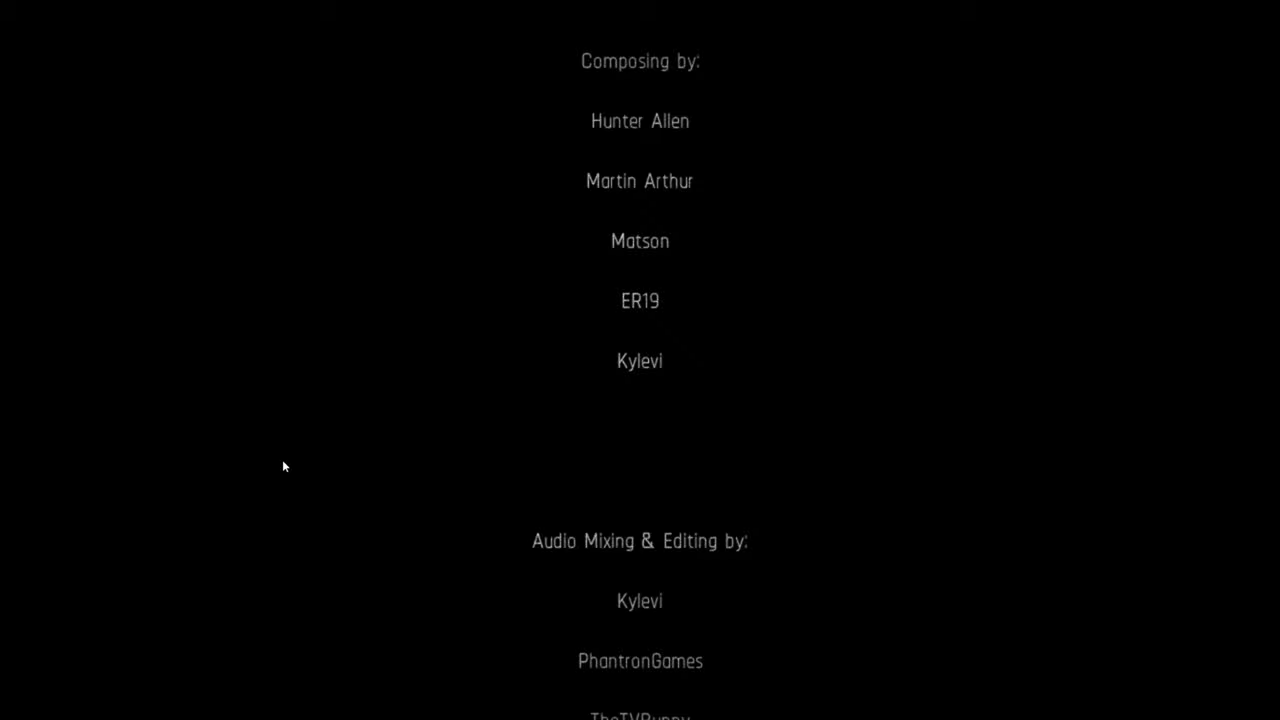 Composing by:
Hunter Allen
Martin Arthur
Matson
ER19
Kylevi
Audio Mixing & Editing by:
Kylevi
PhantronGames